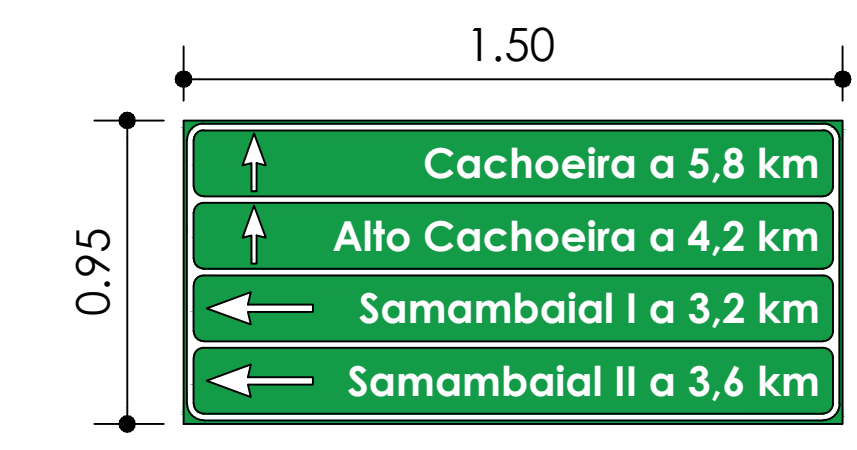 1.50
0.95
Cachoeira a 5,8 km
Alto Cachoeira a 4,2 km
Samambaial I a 3,2 km
Samambaial II a 3,6 km